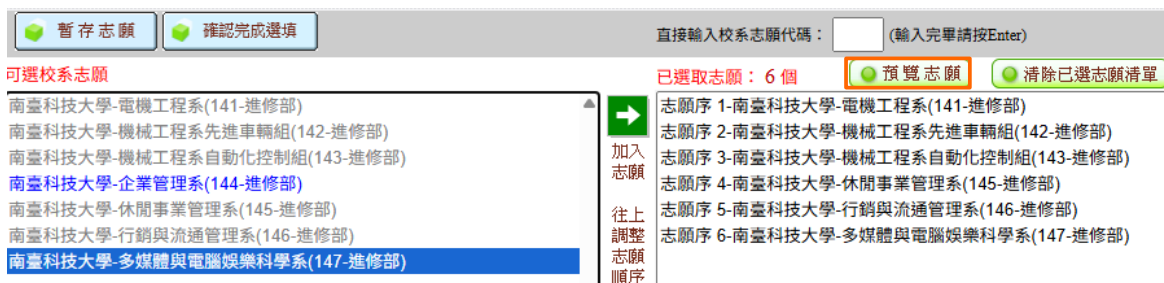 暫存志願 確認完成選填 直接輸入校系志願代碼： (輸入完畢請按Enter)
可選校系志願 已選取志願： 6 個 預覽志願 清除已選志願清單
南臺科技大學-電機工程系(141-進修部)
南臺科技大學-機械工程系先進車輛組(142-進修部)
南臺科技大學-機械工程系自動化控制組(143-進修部)
南臺科技大學-企業管理系(144-進修部)
南臺科技大學-休閒事業管理系(145-進修部)
南臺科技大學-行銷與流通管理系(146-進修部)
南臺科技大學-多媒體與電腦娛樂科學系(147-進修部)
加入
志願
往上
調整
志願
順序
志願序 1-南臺科技大學-電機工程系(141-進修部)
志願序 2-南臺科技大學-機械工程系先進車輛組(142-進修部)
志願序 3-南臺科技大學-機械工程系自動化控制組(143-進修部)
志願序 4-南臺科技大學-休閒事業管理系(145-進修部)
志願序 5-南臺科技大學-行銷與流通管理系(146-進修部)
志願序 6-南臺科技大學-多媒體與電腦娛樂科學系(147-進修部)